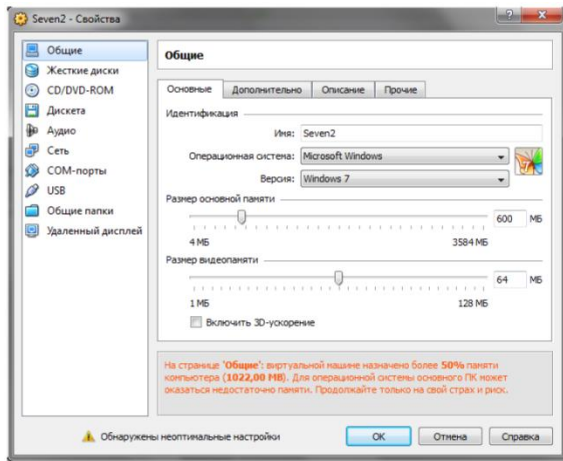 Seven2 - Свойства
Общие
Жесткие диски
CD/DVD-ROM
Дискета
Аудио
Сеть
COM-порты
USB
Общие папки
Удаленный дисплей
Общие
Основные Дополнительно Описание Прочие
Идентификация
Имя: Seven2
Операционная система: Microsoft Windows
Версия: Windows 7
Размер основной памяти
600 МБ
4 МБ 3584 МБ
Размер видеопамяти
64 МБ
1 МБ 128 МБ
Включить 3D-ускорение
На странице 'Общие': виртуальной машине назначено более 50% памяти
компьютера (1022,00 MB). Для операционной системы основного ПК может
оказаться недостаточно памяти. Продолжайте только на свой страх и риск.
Обнаружены неоптимальные настройки
OK Отмена Справка